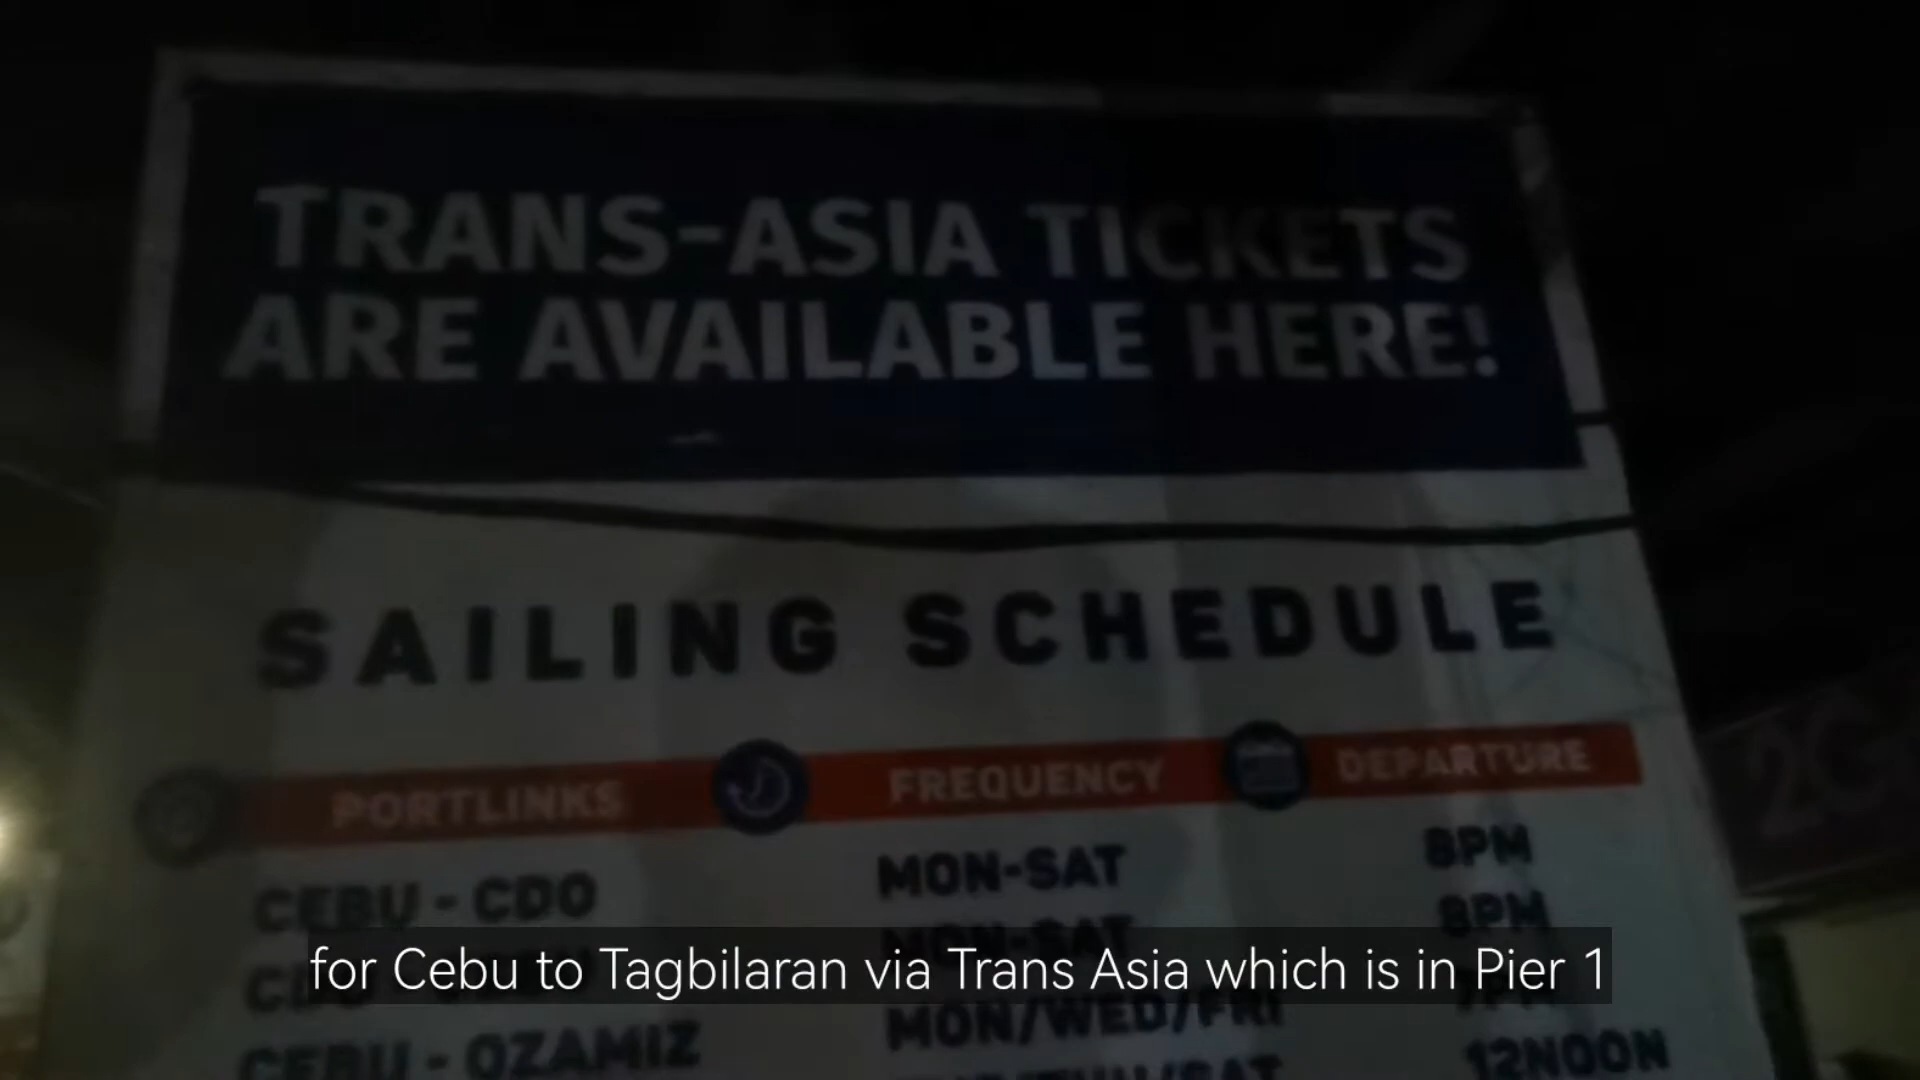 TRANS-ASIA TICKETS
ARE AVAILABLE HERE!
SAILING SCHEDULE
PORTLINKS FREQUENCY DEPARTURE
CEBU - CDO MON-SAT 8PM
MON-SAT 8PM
for Cebu to Tagbilaran via Trans Asia which is in Pier 1
MON/WED/FRI
CEBU - OZAMIZ 12NOON